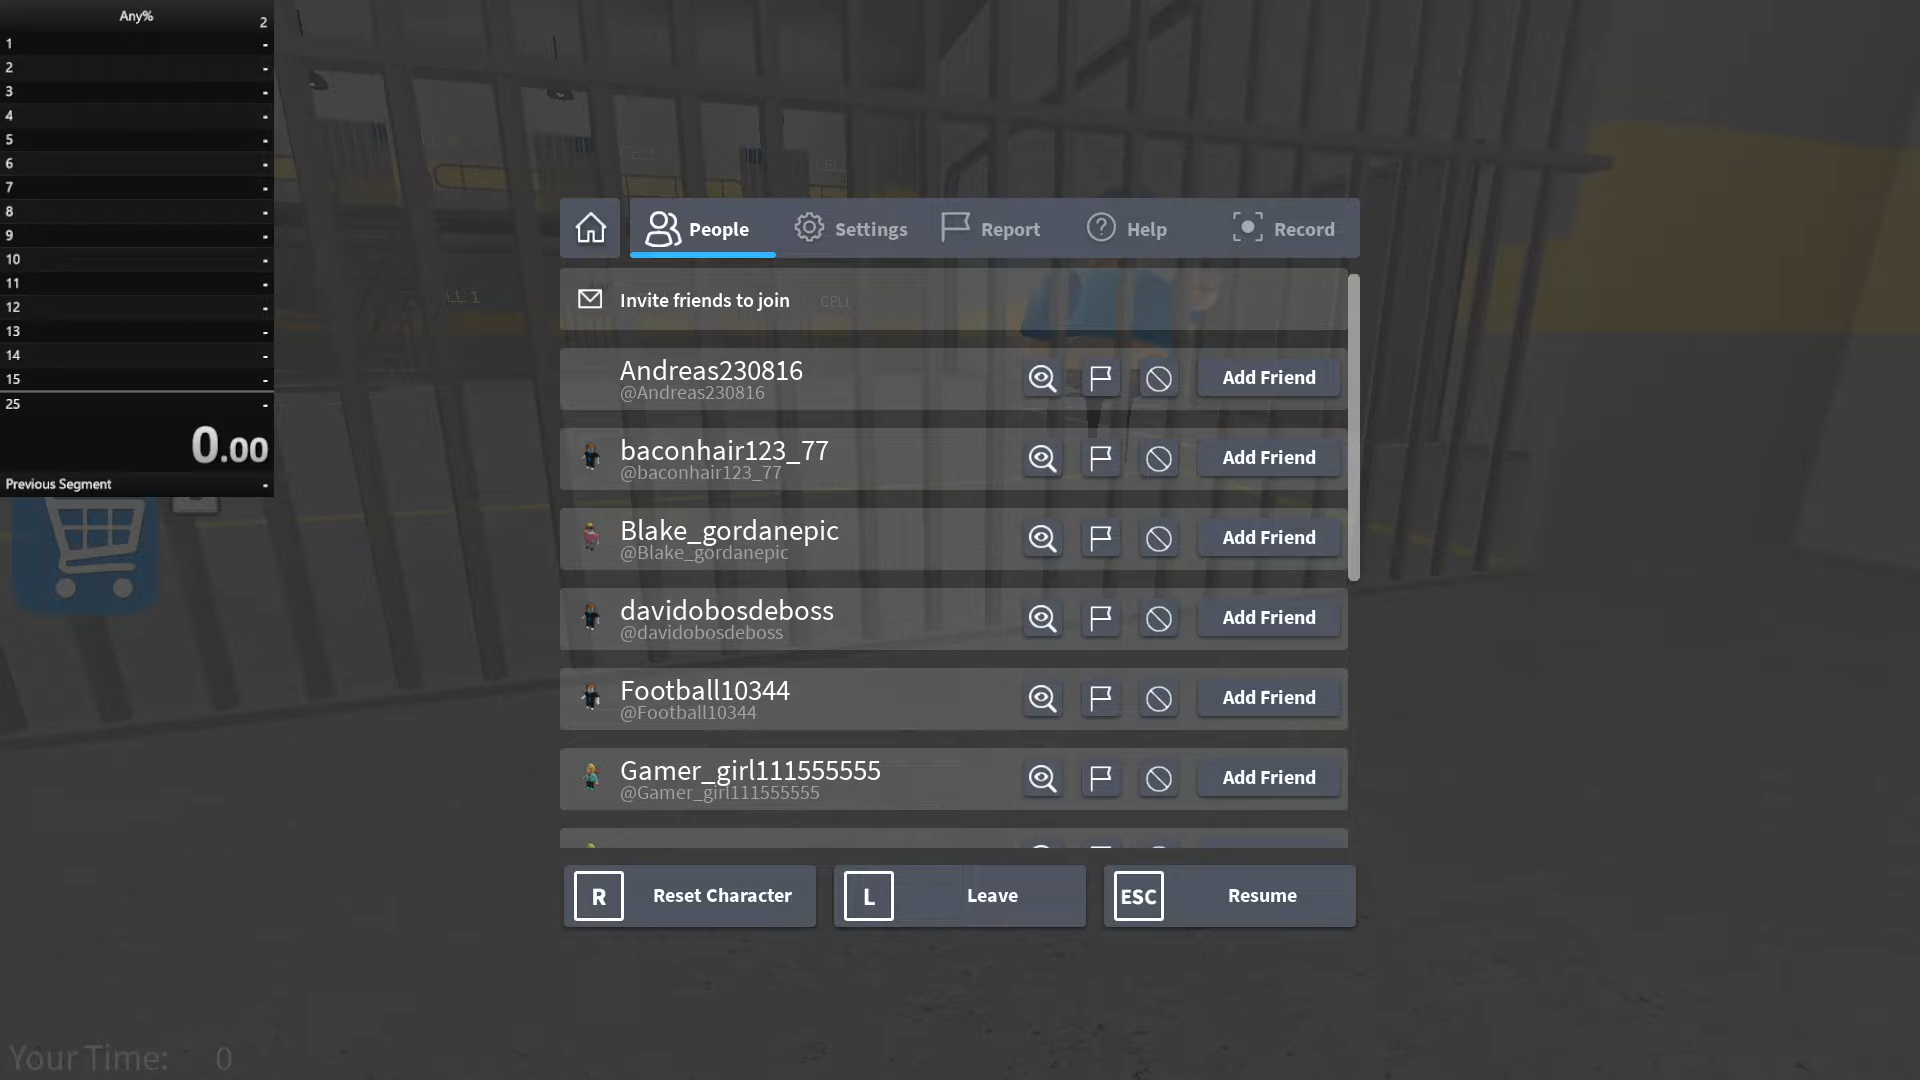 Any%
2
1 -
2 -
3 -
4 -
5 -
6 -
7 -
8 -
9 -
10 -
11 -
12 -
13 -
14 -
15 -
25 -
0.00
Previous Segment -
People Settings Report Help Record
Invite friends to join
CELL
Andreas230816
@Andreas230816
Add Friend
baconhair123_77
@baconhair123_77
Add Friend
Blake_gordanepic
@Blake_gordanepic
Add Friend
davidobosdeboss
@davidobosdeboss
Add Friend
Football10344
@Football10344
Add Friend
Gamer_girl111555555
@Gamer_girl111555555
Add Friend
R Reset Character
L Leave
ESC Resume
Your Time: 0